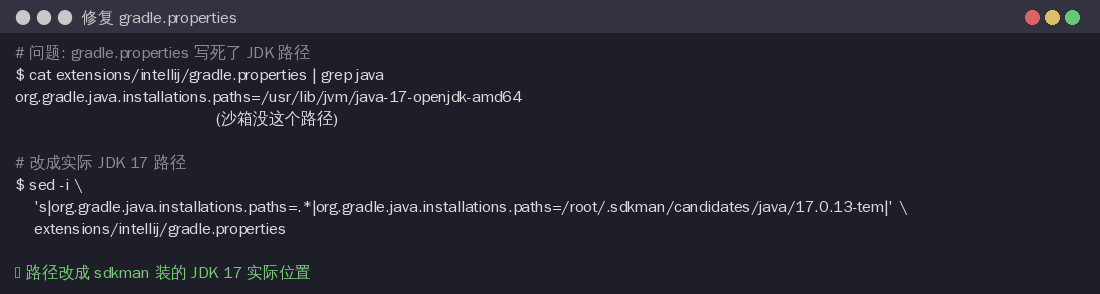 修复 gradle.properties
# 问题: gradle.properties 写死了 JDK 路径
$ cat extensions/intellij/gradle.properties | grep java
org.gradle.java.installations.paths=/usr/lib/jvm/java-17-openjdk-amd64
(沙箱没这个路径)
# 改成实际 JDK 17 路径
$ sed -i \
's|org.gradle.java.installations.paths=.*|org.gradle.java.installations.paths=/root/.sdkman/candidates/java/17.0.13-tem|' \
extensions/intellij/gradle.properties
路径改成 sdkman 装的 JDK 17 实际位置